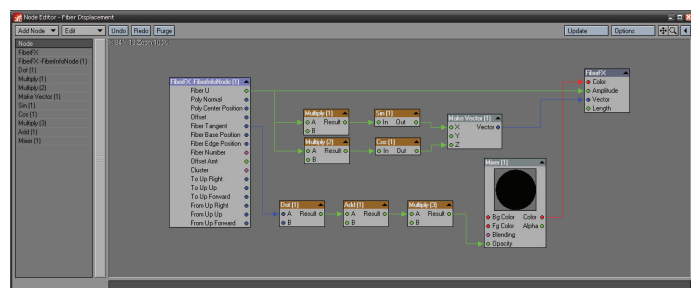 Node Editor - Fiber Displacement
Add Node
Edit
Undo
Redo
Purge
Update
Options
Node
FiberFX
FiberFX -FiberInfoNode (1)
Dot (1)
Multiply (1)
Multiply (2)
Make Vector (1)
Sin (1)
Cos (1)
Multiply (3)
Add (1)
Mixer (1)
FiberFX -FiberInfoNode (1)
Fiber U
Poly Normal
Poly Center Position
Offset
Fiber Tangent
Fiber Base Position
Fiber Edge Position
Fiber Number
Offset Amt
Cluster
To Up Right
To Up Up
To Up Forward
From Up Right
From Up Up
From Up Forward
Multiply (1)
A Result
B
Multiply (2)
A Result
B
Sin (1)
In Out
Cos (1)
In Out
Make Vector (1)
X Vector
Y
Z
FiberFX
Color
Amplitude
Vector
Length
Dot (1)
A Result
B
Add (1)
A Result
B
Multiply (3)
A Result
B
Mixer (1)
Bg Color Color
Fg Color Alpha
Blending
Opacity